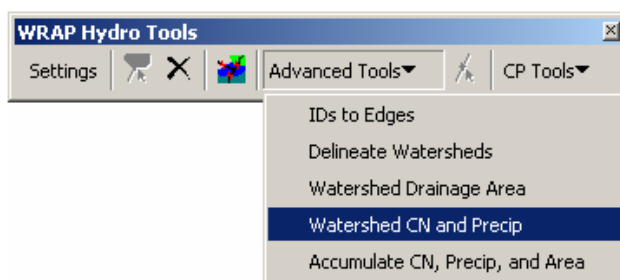 WRAP Hydro Tools
Settings Advanced Tools CP Tools
IDs to Edges
Delineate Watersheds
Watershed Drainage Area
Watershed CN and Precip
Accumulate CN, Precip, and Area